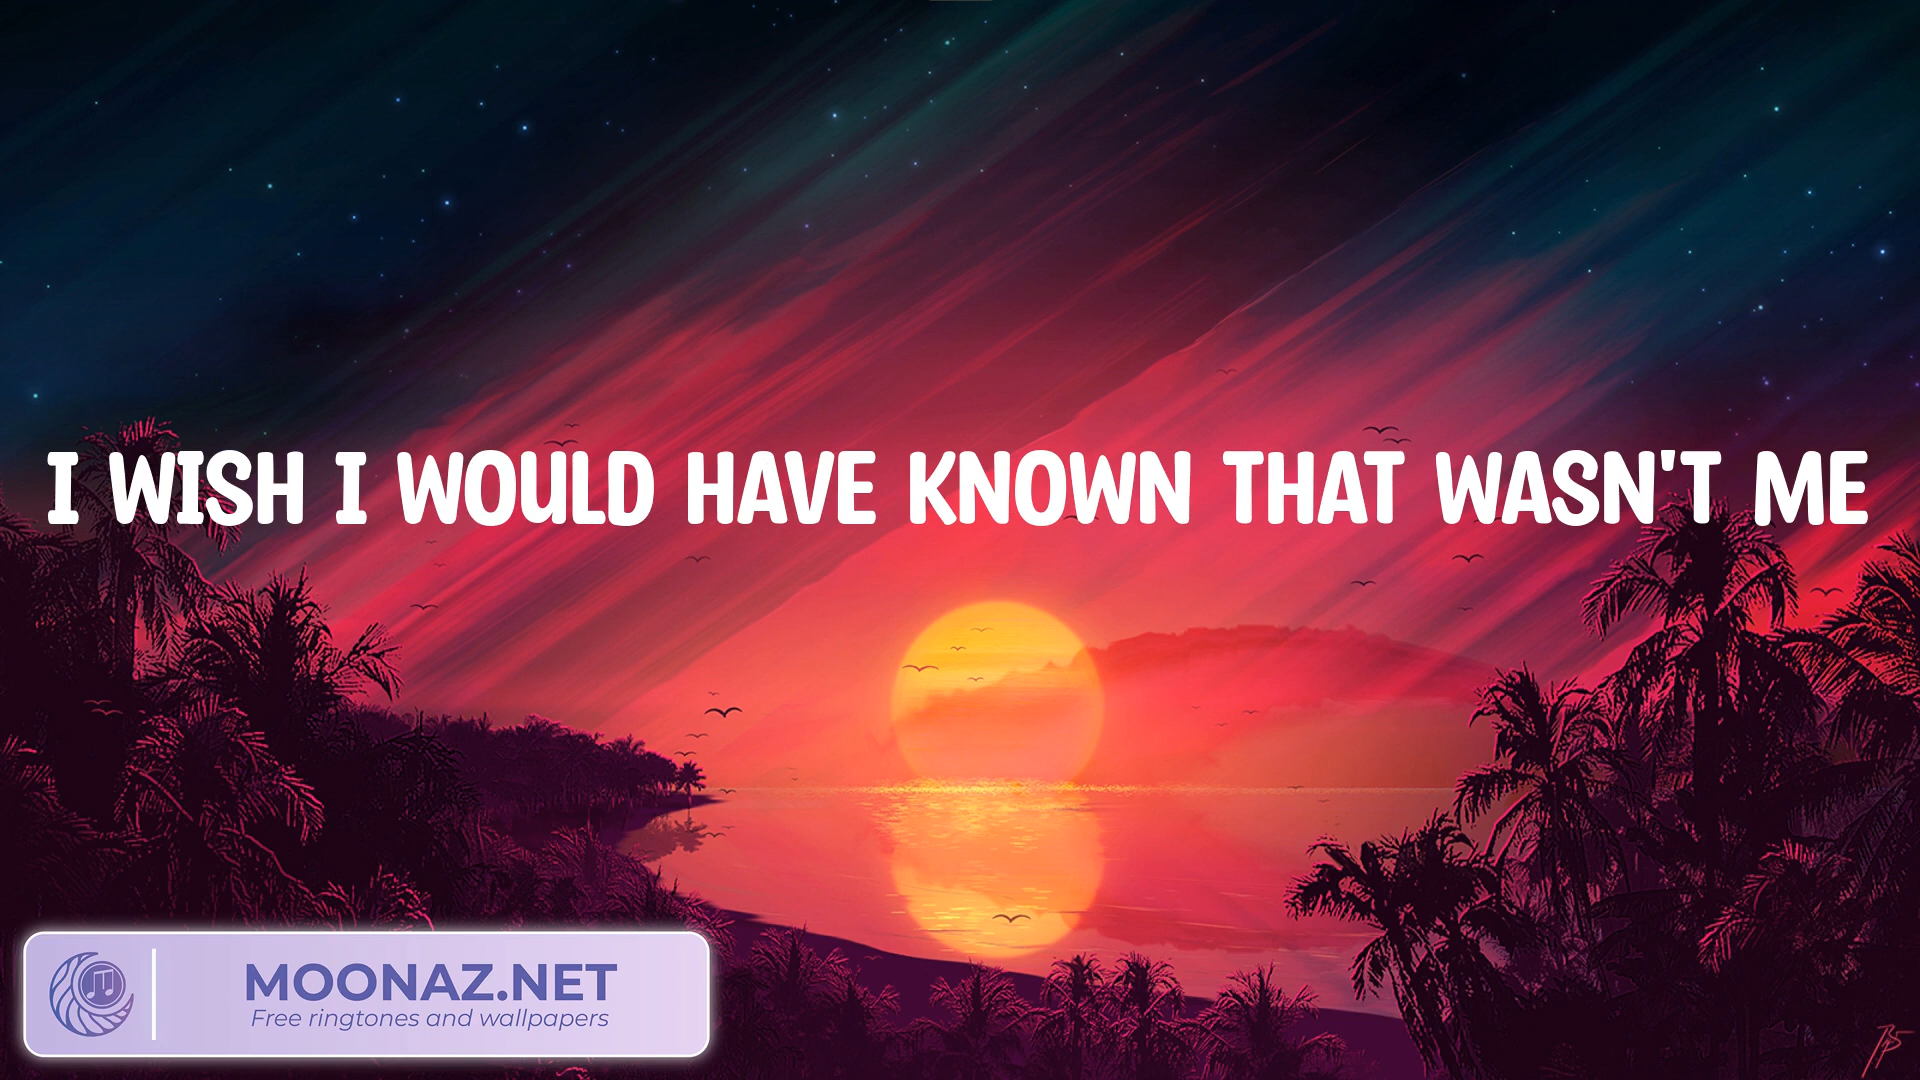 I WISH I WOULD HAVE KNOWN THAT WASN'T ME
MOONAZ.NET
Free ringtones and wallpapers